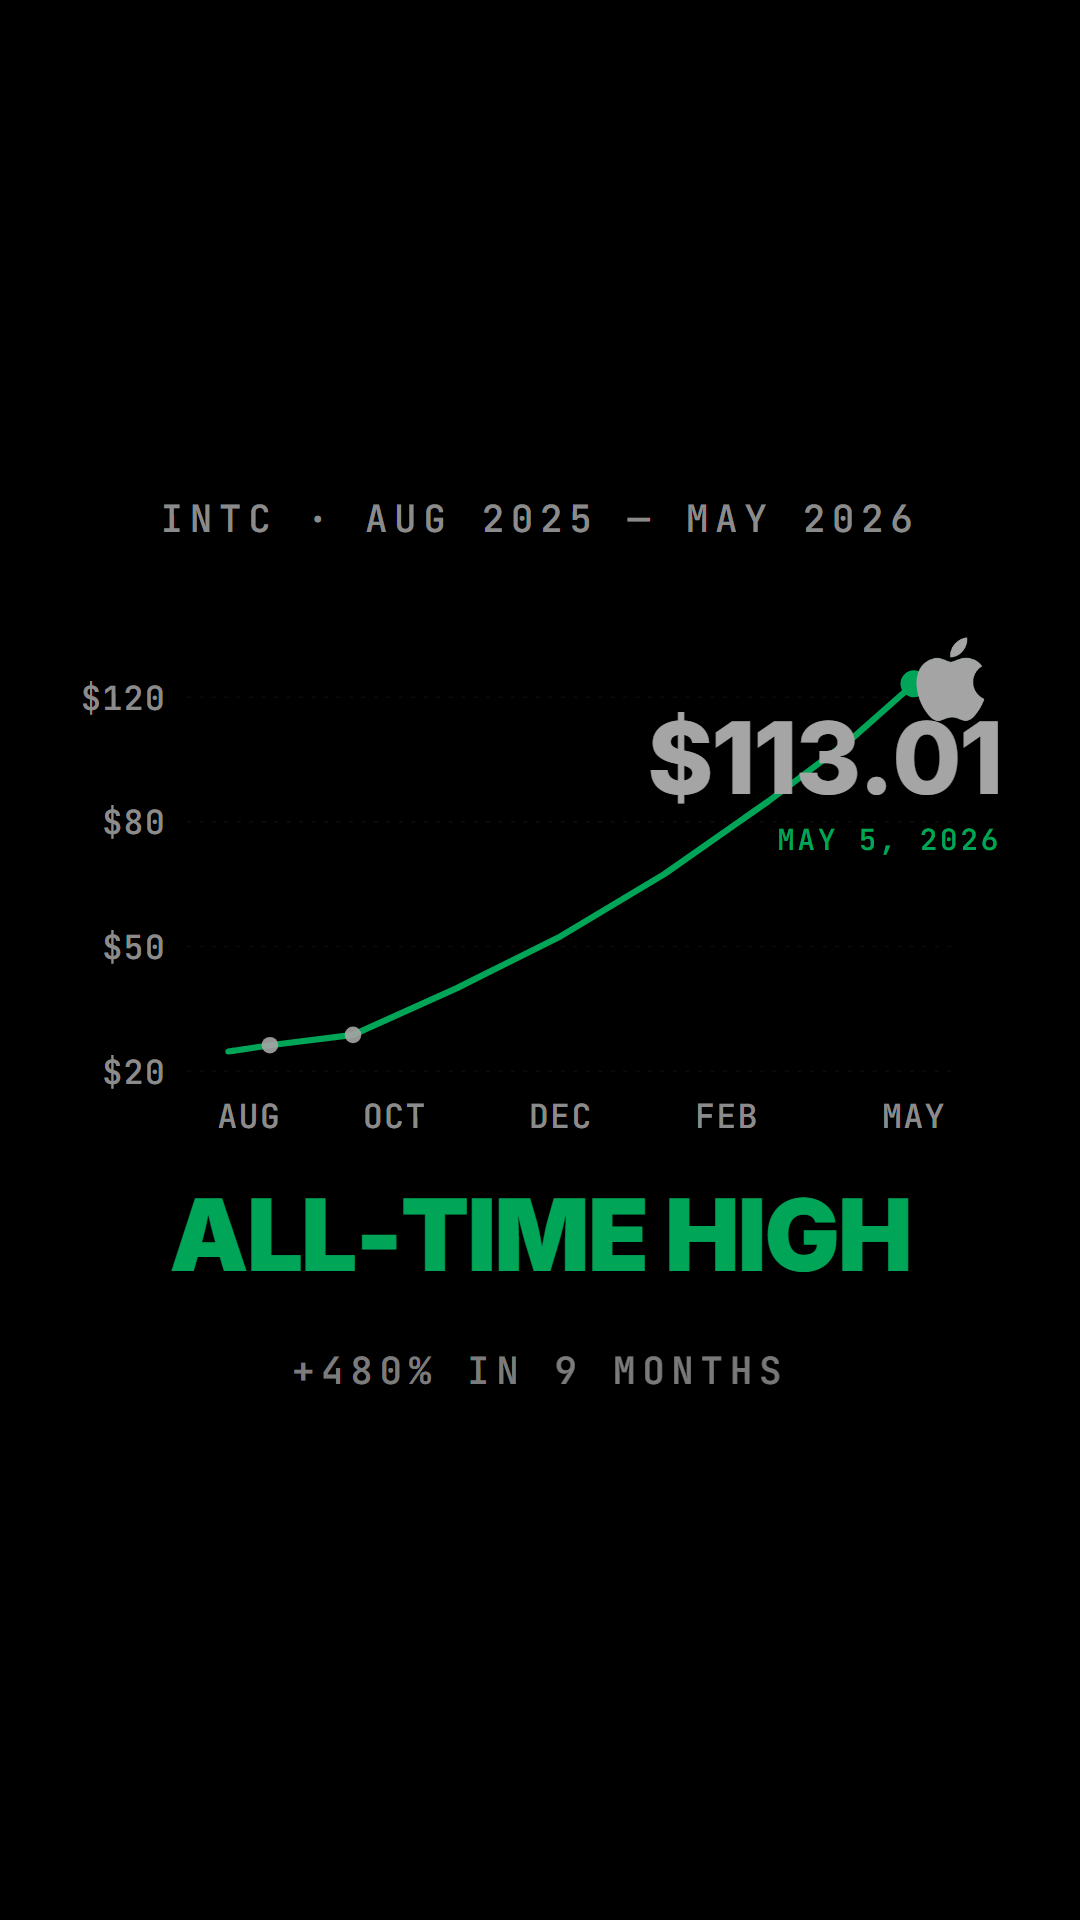 INTC · AUG 2025 — MAY 2026
$120
$113.01
$80
MAY 5, 2026
$50
$20
AUG OCT DEC FEB MAY
ALL-TIME HIGH
+480% IN 9 MONTHS